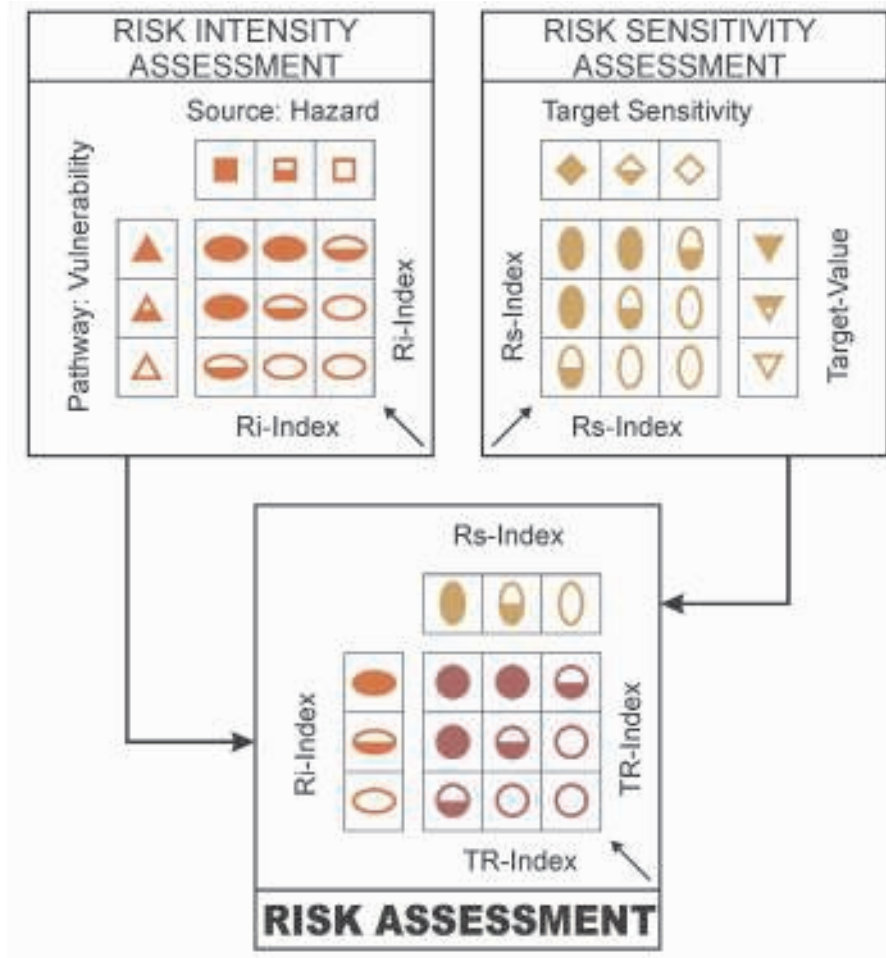 RISK INTENSITY
ASSESSMENT
Source: Hazard
Pathway: Vulnerability
Ri-Index
Ri-Index
RISK SENSITIVITY
ASSESSMENT
Target Sensitivity
Rs-Index
Target-Value
Rs-Index
Rs-Index
Ri-Index
TR-Index
TR-Index
RISK ASSESSMENT